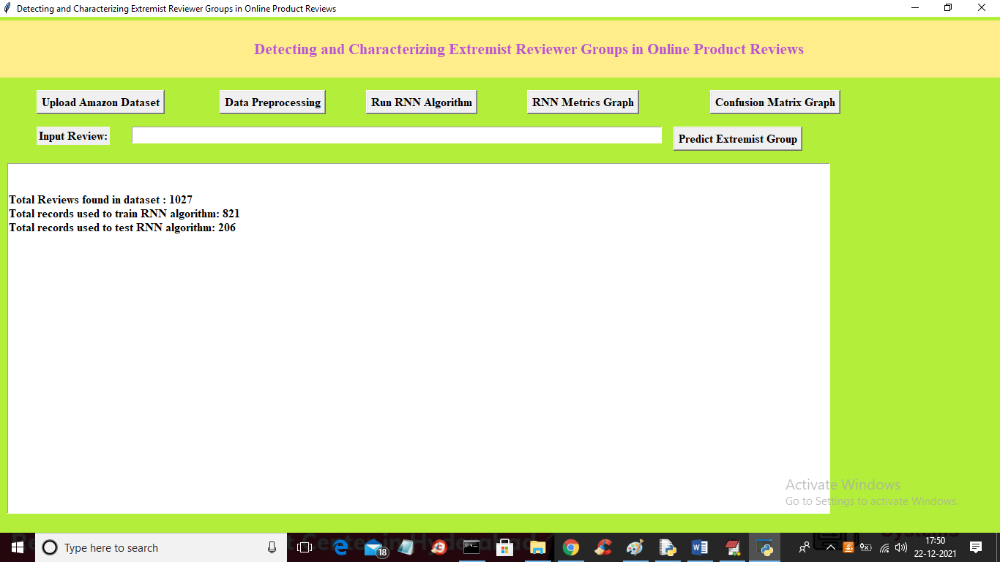 Detecting and Characterizing Extremist Reviewer Groups in Online Product Reviews
Detecting and Characterizing Extremist Reviewer Groups in Online Product Reviews
Upload Amazon Dataset
Data Preprocessing
Run RNN Algorithm
RNN Metrics Graph
Confusion Matrix Graph
Input Review:
Predict Extremist Group
Total Reviews found in dataset : 1027
Total records used to train RNN algorithm: 821
Total records used to test RNN algorithm: 206
Activate Windows
Go to Settings to activate Windows.
Type here to search
t Center in Hyderabad
Systems
18
17:50
22-12-2021